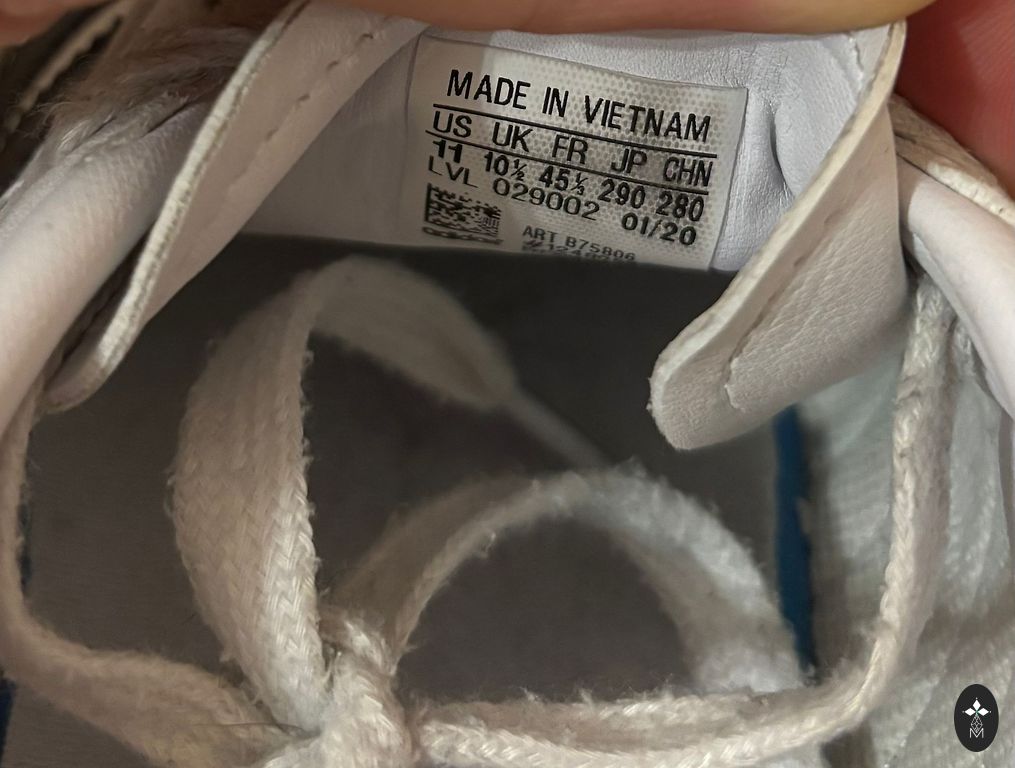 MADE IN VIETNAM
US UK FR JP CHN
11 10½ 45⅓ 290 280
LVL 029002 01/20
ART B75806